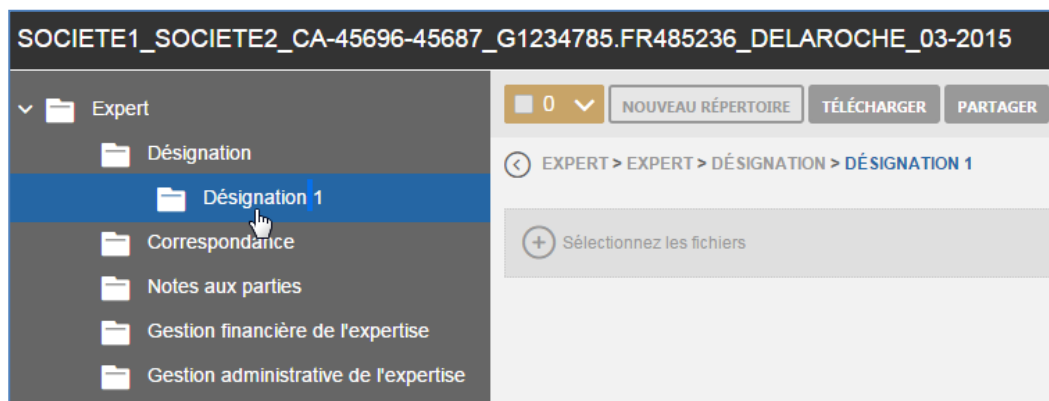 SOCIETE1_SOCIETE2_CA-45696-45687_G1234785.FR485236_DELAROCHE_03-2015
Expert
Désignation
Désignation 1
Correspondance
Notes aux parties
Gestion financière de l'expertise
Gestion administrative de l'expertise
0 NOUVEAU RÉPERTOIRE TÉLÉCHARGER PARTAGER
EXPERT > EXPERT > DÉSIGNATION > DÉSIGNATION 1
Sélectionnez les fichiers